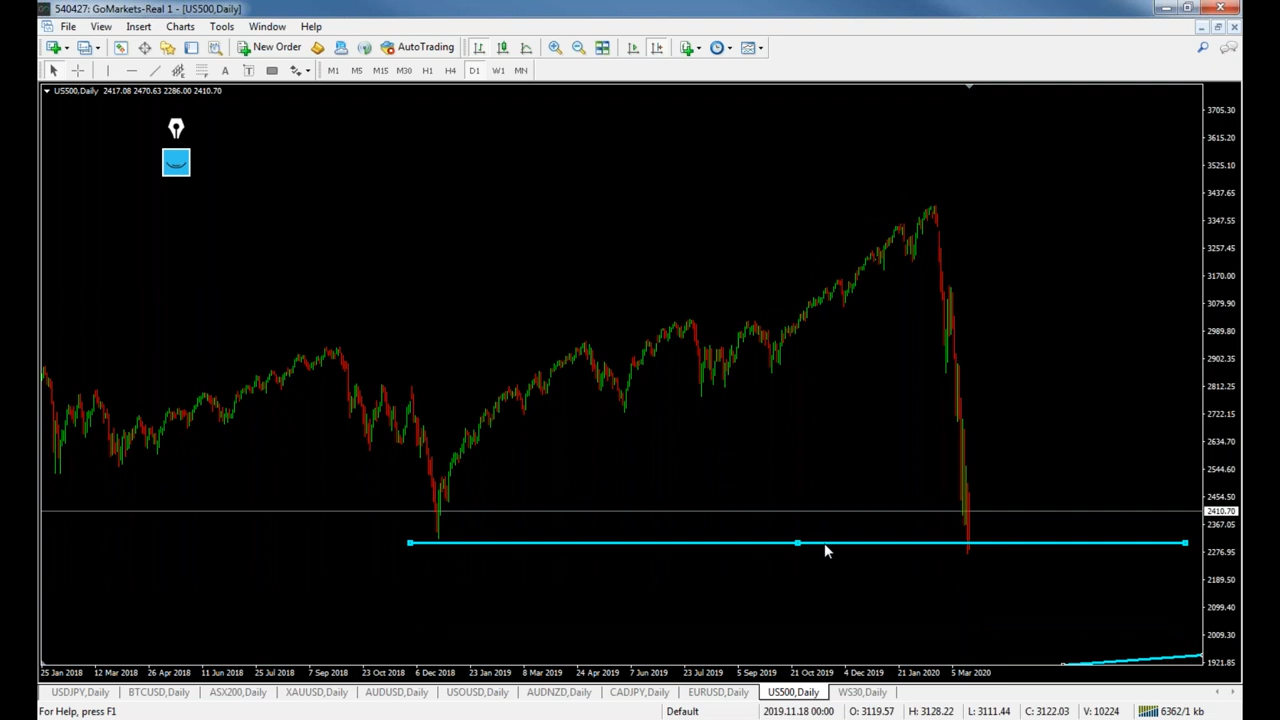 540427: GoMarkets-Real 1 - [US500,Daily]
File View Insert Charts Tools Window Help
New Order AutoTrading
A T M1 M5 M15 M30 H1 H4 D1 W1 MN
US500,Daily 2417.08 2470.63 2286.00 2410.70
3705.30
3615.20
3525.10
3437.65
3347.55
3257.45
3170.00
3079.90
2989.80
2902.35
2812.25
2722.15
2634.70
2544.60
2454.50
2410.70
2367.05
2276.95
2189.50
2099.40
2009.30
1921.85
25 Jan 2018 12 Mar 2018 26 Apr 2018 11 Jun 2018 25 Jul 2018 7 Sep 2018 23 Oct 2018 6 Dec 2018 23 Jan 2019 8 Mar 2019 24 Apr 2019 7 Jun 2019 23 Jul 2019 5 Sep 2019 21 Oct 2019 4 Dec 2019 21 Jan 2020 5 Mar 2020
USDJPY,Daily BTCUSD,Daily ASX200,Daily XAUUSD,Daily AUDUSD,Daily USOUSD,Daily AUDNZD,Daily CADJPY,Daily EURUSD,Daily US500,Daily WS30,Daily
For Help, press F1 Default 2019.11.18 00:00 O: 3119.57 H: 3128.22 L: 3111.44 C: 3122.03 V: 10224 6362/1 kb